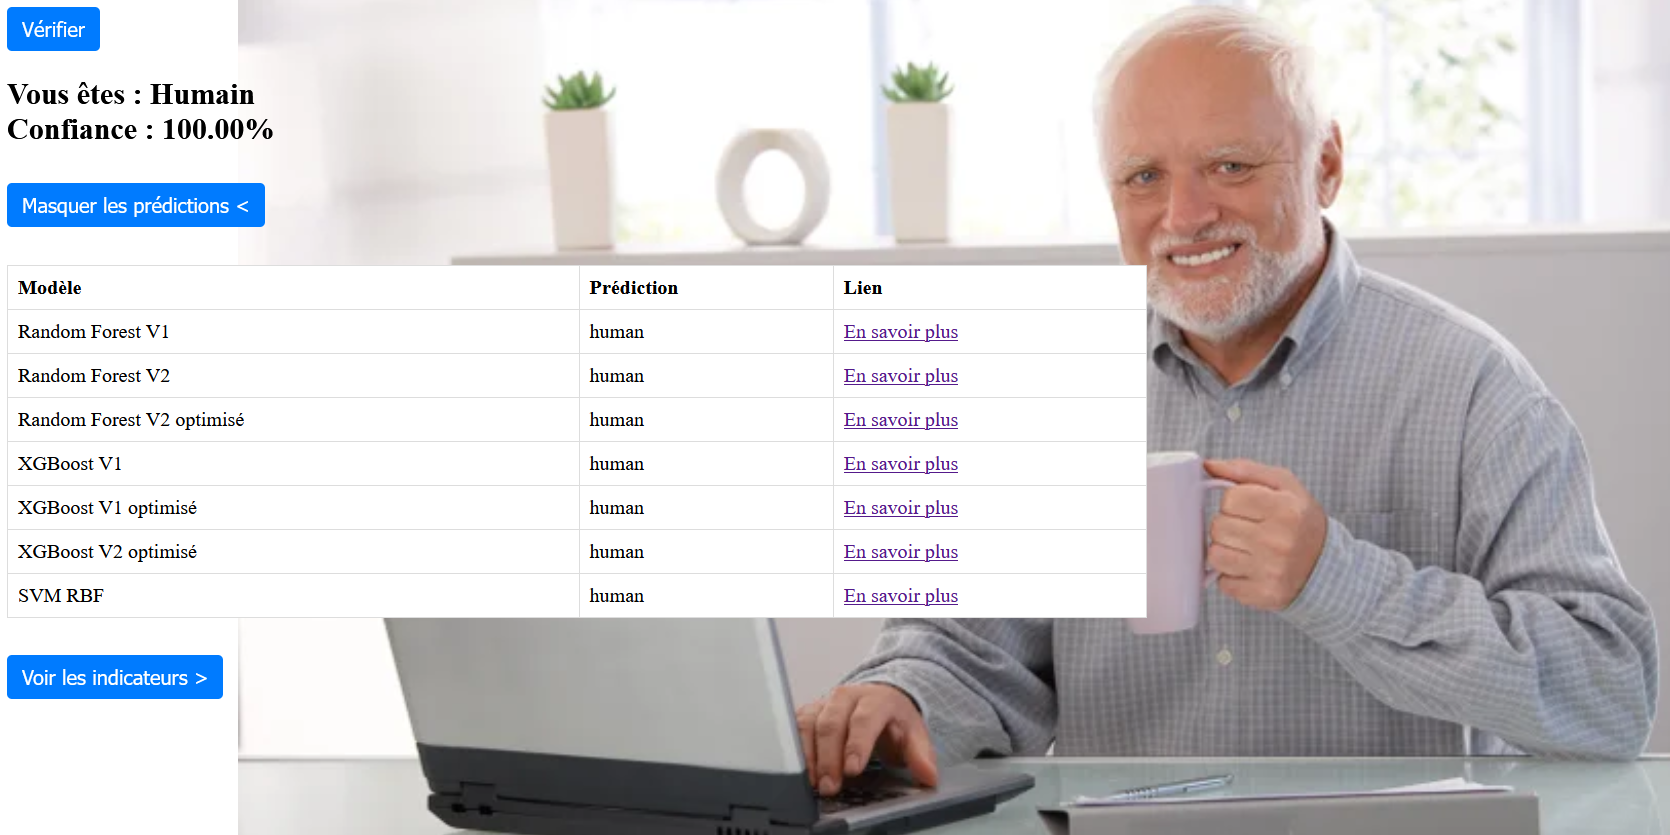 Vérifier
Vous êtes : Humain
Confiance : 100.00%
Masquer les prédictions <
Modèle Prédiction Lien
Random Forest V1 human En savoir plus
Random Forest V2 human En savoir plus
Random Forest V2 optimisé human En savoir plus
XGBoost V1 human En savoir plus
XGBoost V1 optimisé human En savoir plus
XGBoost V2 optimisé human En savoir plus
SVM RBF human En savoir plus
Voir les indicateurs >